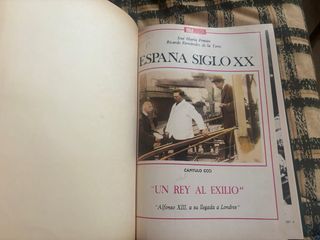 José María Pemán
Ricardo Fernández de la Torre
ESPAÑA SIGLO XX
CAPITULO CCCI
"UN REY AL EXILIO"
"Alfonso XIII, a su llegada a Londres"